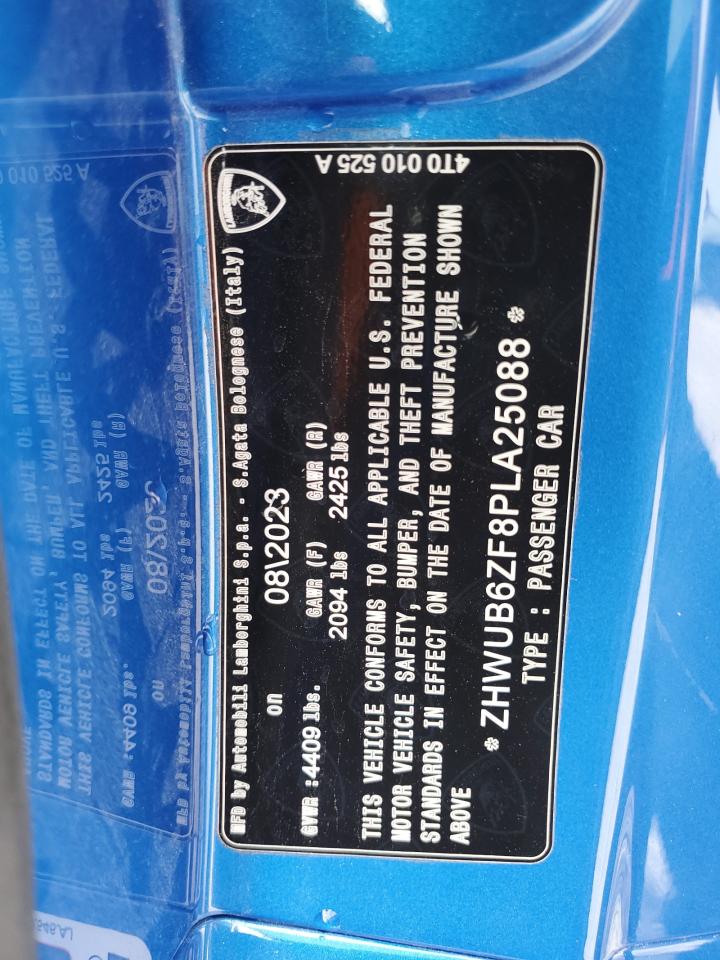 MFD by Automobili Lamborghini S.p.a. - S.Agata Bolognese (Italy)
on 08\2023
GVWR :4409 lbs. GAWR (F) GAWR (R)
2094 lbs 2425 lbs
THIS VEHICLE CONFORMS TO ALL APPLICABLE U.S. FEDERAL
MOTOR VEHICLE SAFETY, BUMPER, AND THEFT PREVENTION
STANDARDS IN EFFECT ON THE DATE OF MANUFACTURE SHOWN
ABOVE
* ZHWUB6ZF8PLA25088 *
TYPE : PASSENGER CAR
4T0 010 525 A